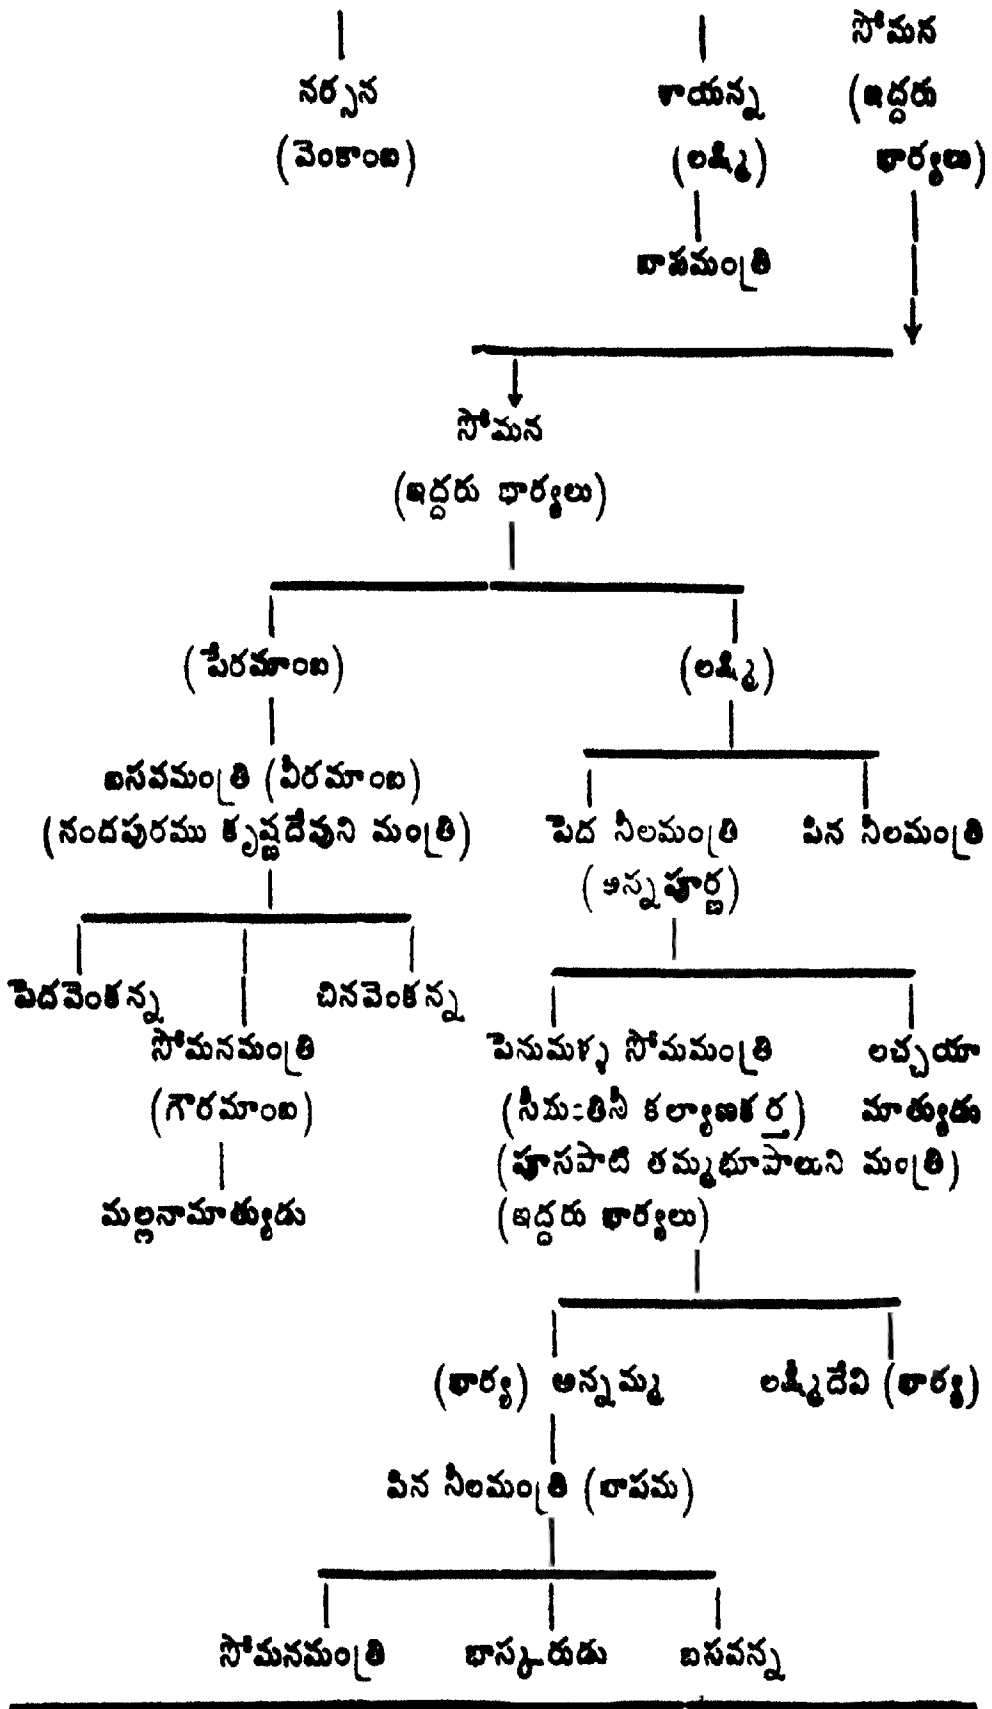 సోమన
నర్సన రాయన్న (ఇద్దరు
(వెంకాంబ) (లక్ష్మి) భార్యలు)
బాపమంత్రి
సోమన
(ఇద్దరు భార్యలు)
(పేరమాంబ) (లక్ష్మి)
బసవమంత్రి (వీరమాంబ)
(నందపురము కృష్ణదేవుని మంత్రి) పెద నీలమంత్రి పిన నీలమంత్రి
(అన్నపూర్ణ)
పెదవెంకన్న చినవెంకన్న
సోమనమంత్రి పెనుమళ్ళ సోమమంత్రి లచ్చయా
(గౌరమాంబ) (సీమంతినీ కల్యాణకర్త) మాత్యుడు
(పూసపాటి తమ్మభూపాలుని మంత్రి)
మల్లనామాత్యుడు (ఇద్దరు భార్యలు)
(భార్య) అన్నమ్మ లక్ష్మీదేవి (భార్య)
పిన నీలమంత్రి (బాపమ)
సోమనమంత్రి భాస్కరుడు బసవన్న